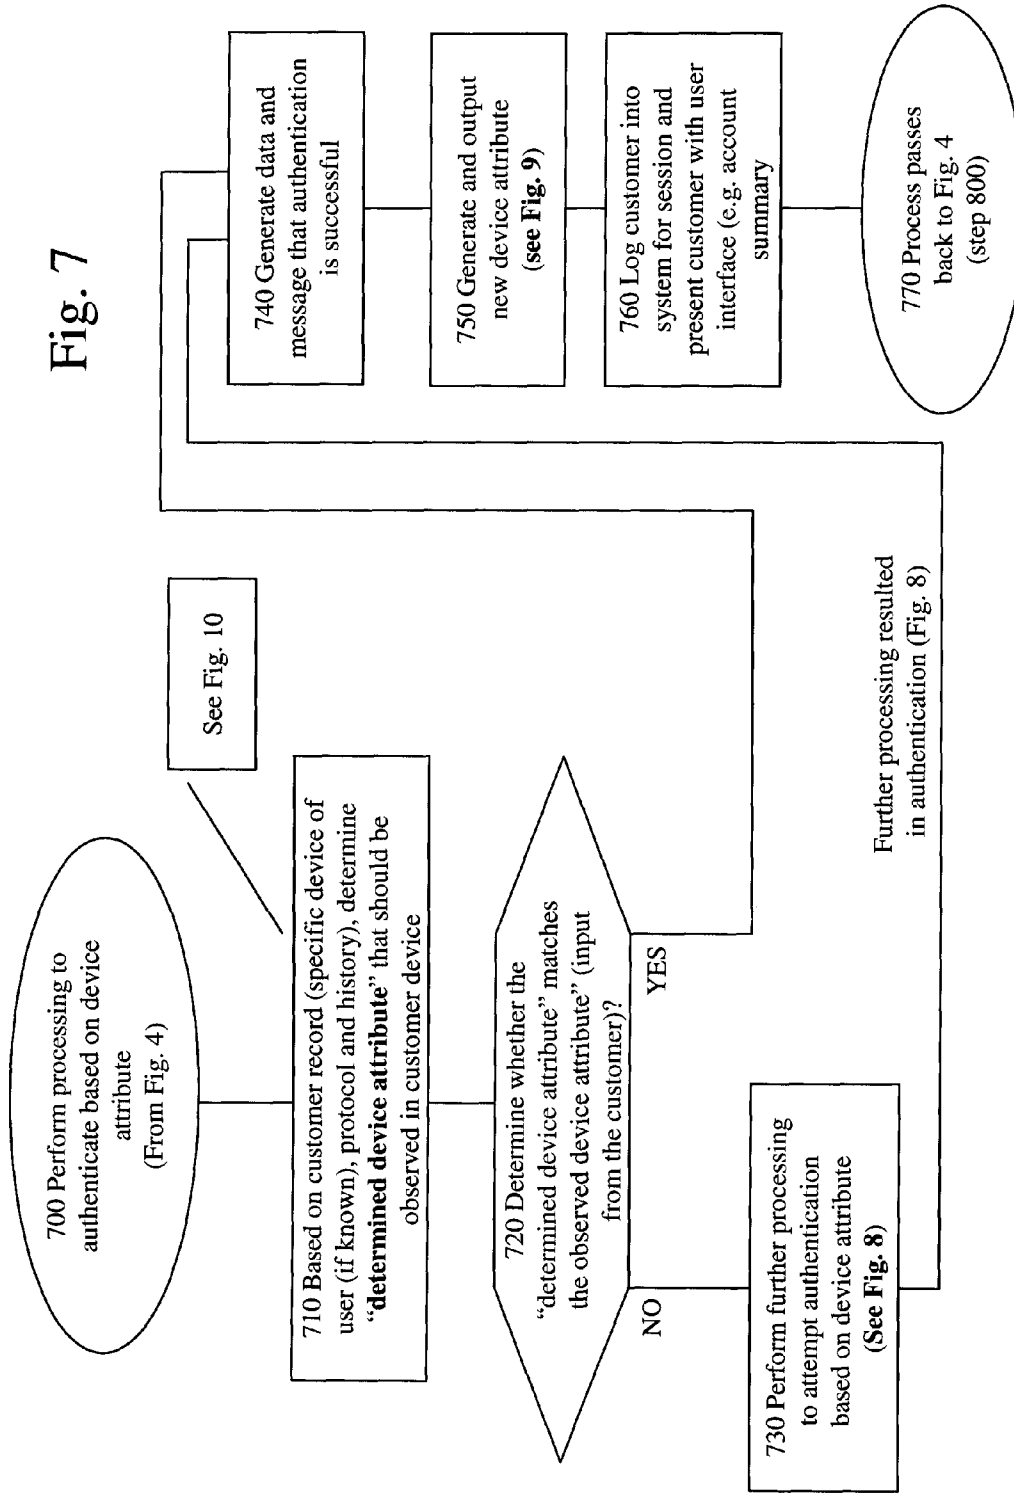 Fig. 7
700 Perform processing to
authenticate based on device
attribute
(From Fig. 4)
See Fig. 10
710 Based on customer record (specific device of
user (if known), protocol and history), determine
“determined device attribute” that should be
observed in customer device
720 Determine whether the
“determined device attribute” matches
the observed device attribute” (input
from the customer)?
NO
YES
730 Perform further processing
to attempt authentication
based on device attribute
(See Fig. 8)
Further processing resulted
in authentication (Fig. 8)
740 Generate data and
message that authentication
is successful
750 Generate and output
new device attribute
(see Fig. 9)
760 Log customer into
system for session and
present customer with user
interface (e.g. account
summary
770 Process passes
back to Fig. 4
(step 800)